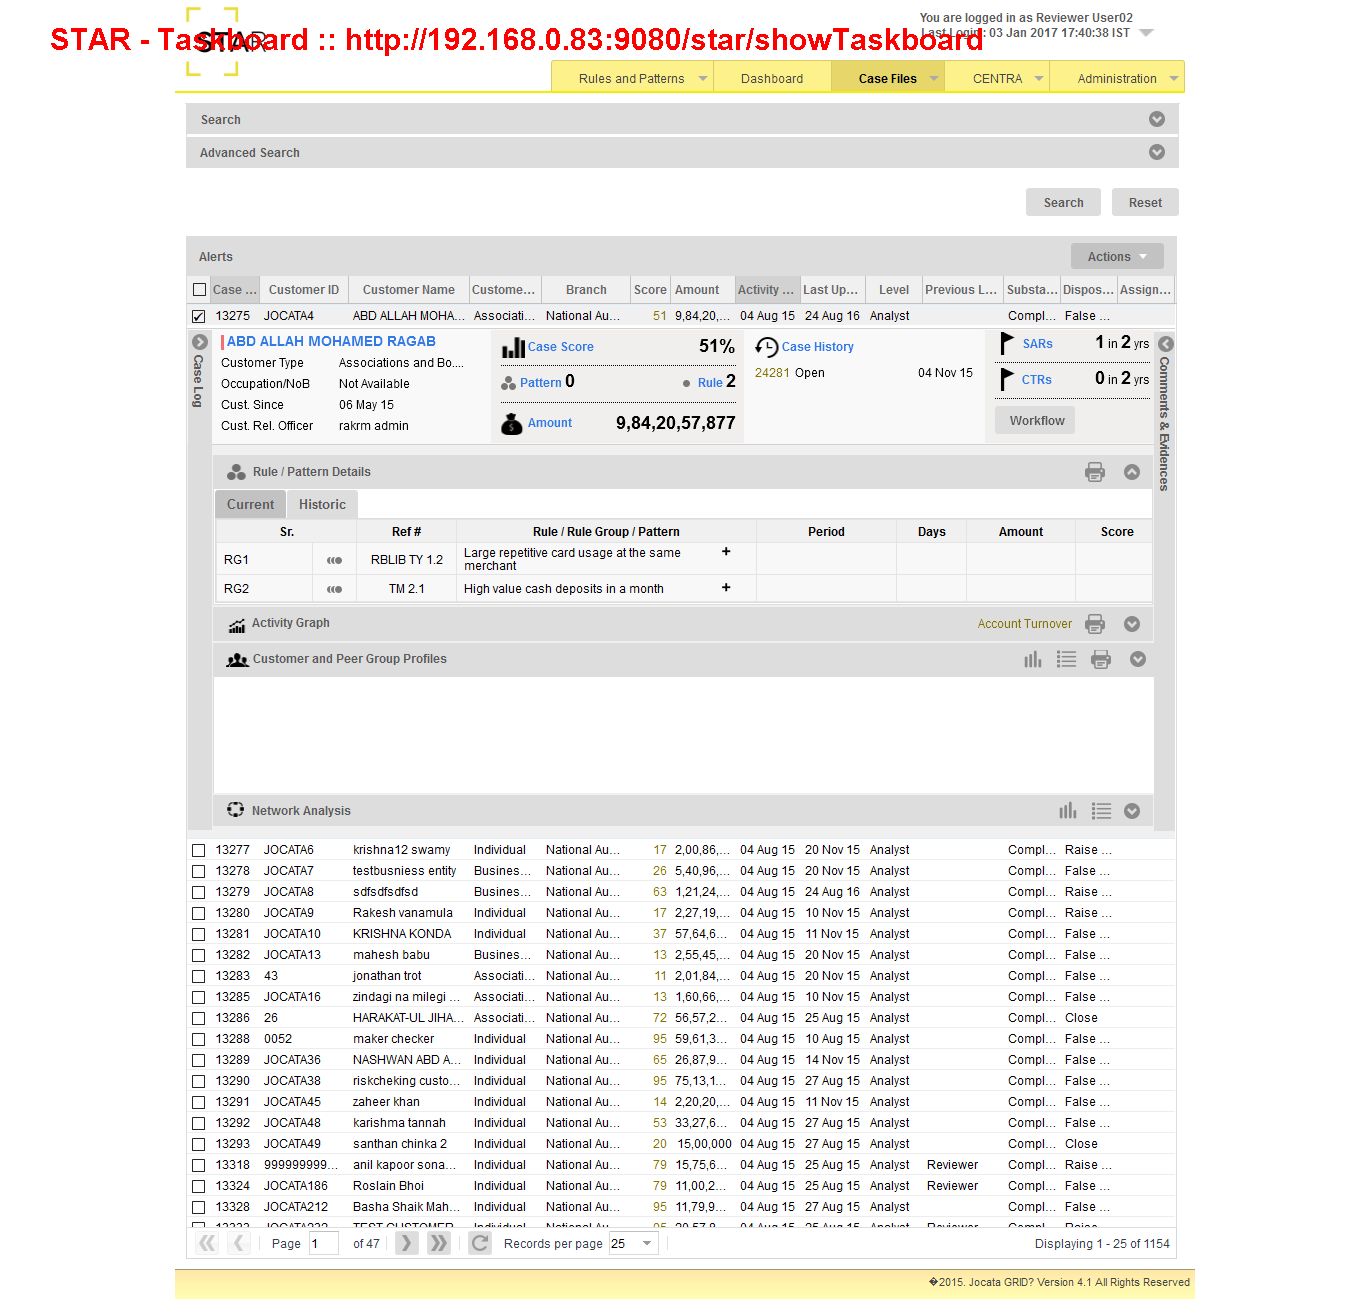 You are logged in as Reviewer User02
STAR - Taskboard :: http://192.168.0.83:9080/star/showTaskboard
STAR
Last Login : 03 Jan 2017 17:40:38 IST
Rules and Patterns Dashboard Case Files CENTRA Administration
Search
Advanced Search
Search Reset
Alerts Actions
Case ... Customer ID Customer Name Custome... Branch Score Amount Activity ... Last Up... Level Previous L... Substa... Dispos... Assign...
13275 JOCATA4 ABD ALLAH MOHA... Associati... National Au... 51 9,84,20,... 04 Aug 15 24 Aug 16 Analyst Compl... False ...
Case Log
ABD ALLAH MOHAMED RAGAB
Customer Type Associations and Bo....
Occupation/NoB Not Available
Cust. Since 06 May 15
Cust. Rel. Officer rakrm admin
Case Score 51%
Pattern 0 Rule 2
Amount 9,84,20,57,877
Case History
24281 Open 04 Nov 15
SARs 1 in 2 yrs
CTRs 0 in 2 yrs
Workflow
Comments & Evidences
Rule / Pattern Details
Current Historic
Sr. Ref # Rule / Rule Group / Pattern Period Days Amount Score
RG1 RBLIB TY 1.2 Large repetitive card usage at the same merchant +
RG2 TM 2.1 High value cash deposits in a month +
Activity Graph Account Turnover
Customer and Peer Group Profiles
Network Analysis
13277 JOCATA6 krishna12 swamy Individual National Au... 17 2,00,86,... 04 Aug 15 20 Nov 15 Analyst Compl... Raise ...
13278 JOCATA7 testbusniess entity Busines... National Au... 26 5,40,96,... 04 Aug 15 20 Nov 15 Analyst Compl... False ...
13279 JOCATA8 sdfsdfsdfsd Busines... National Au... 63 1,21,24,... 04 Aug 15 24 Aug 16 Analyst Compl... Raise ...
13280 JOCATA9 Rakesh vanamula Individual National Au... 17 2,27,19,... 04 Aug 15 10 Nov 15 Analyst Compl... Raise ...
13281 JOCATA10 KRISHNA KONDA Individual National Au... 37 57,64,6... 04 Aug 15 11 Nov 15 Analyst Compl... False ...
13282 JOCATA13 mahesh babu Busines... National Au... 13 2,55,45,... 04 Aug 15 20 Nov 15 Analyst Compl... False ...
13283 43 jonathan trot Associati... National Au... 11 2,01,84,... 04 Aug 15 20 Nov 15 Analyst Compl... False ...
13285 JOCATA16 zindagi na milegi ... Associati... National Au... 13 1,60,66,... 04 Aug 15 10 Nov 15 Analyst Compl... False ...
13286 26 HARAKAT-UL JIHA... Associati... National Au... 72 56,57,2... 04 Aug 15 25 Aug 15 Analyst Compl... Close
13288 0052 maker checker Individual National Au... 95 59,61,3... 04 Aug 15 10 Aug 15 Analyst Compl... False ...
13289 JOCATA36 NASHWAN ABD A... Individual National Au... 65 26,87,9... 04 Aug 15 14 Nov 15 Analyst Compl... False ...
13290 JOCATA38 riskcheking custo... Individual National Au... 95 75,13,1... 04 Aug 15 27 Aug 15 Analyst Compl... False ...
13291 JOCATA45 zaheer khan Individual National Au... 14 2,20,20,... 04 Aug 15 11 Nov 15 Analyst Compl... False ...
13292 JOCATA48 karishma tannah Individual National Au... 53 33,27,6... 04 Aug 15 27 Aug 15 Analyst Compl... False ...
13293 JOCATA49 santhan chinka 2 Individual National Au... 20 15,00,000 04 Aug 15 27 Aug 15 Analyst Compl... Close
13318 999999999... anil kapoor sona... Individual National Au... 79 15,75,6... 04 Aug 15 25 Aug 15 Analyst Reviewer Compl... Raise ...
13324 JOCATA186 Roslain Bhoi Individual National Au... 79 11,00,2... 04 Aug 15 25 Aug 15 Analyst Reviewer Compl... False ...
13328 JOCATA212 Basha Shaik Mah... Individual National Au... 95 11,79,9... 04 Aug 15 27 Aug 15 Analyst Compl... False ...
Page 1 of 47 Records per page 25 Displaying 1 - 25 of 1154
�2015. Jocata GRID? Version 4.1 All Rights Reserved